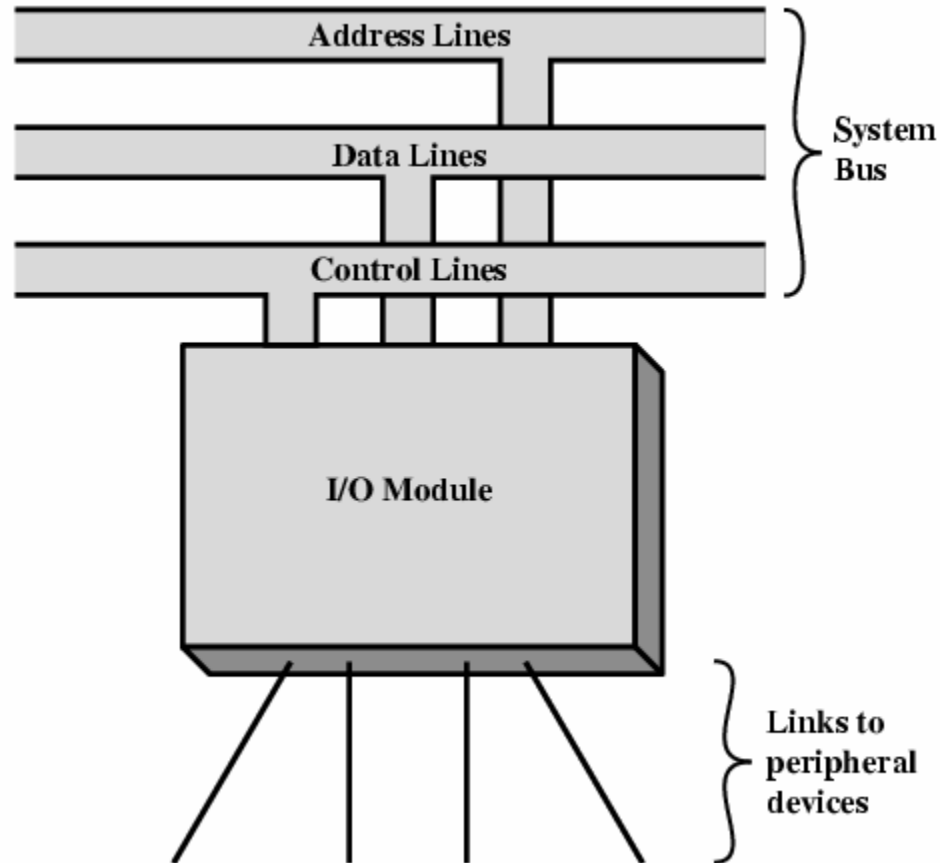 Address Lines
Data Lines
Control Lines
System
Bus
I/O Module
Links to
peripheral
devices